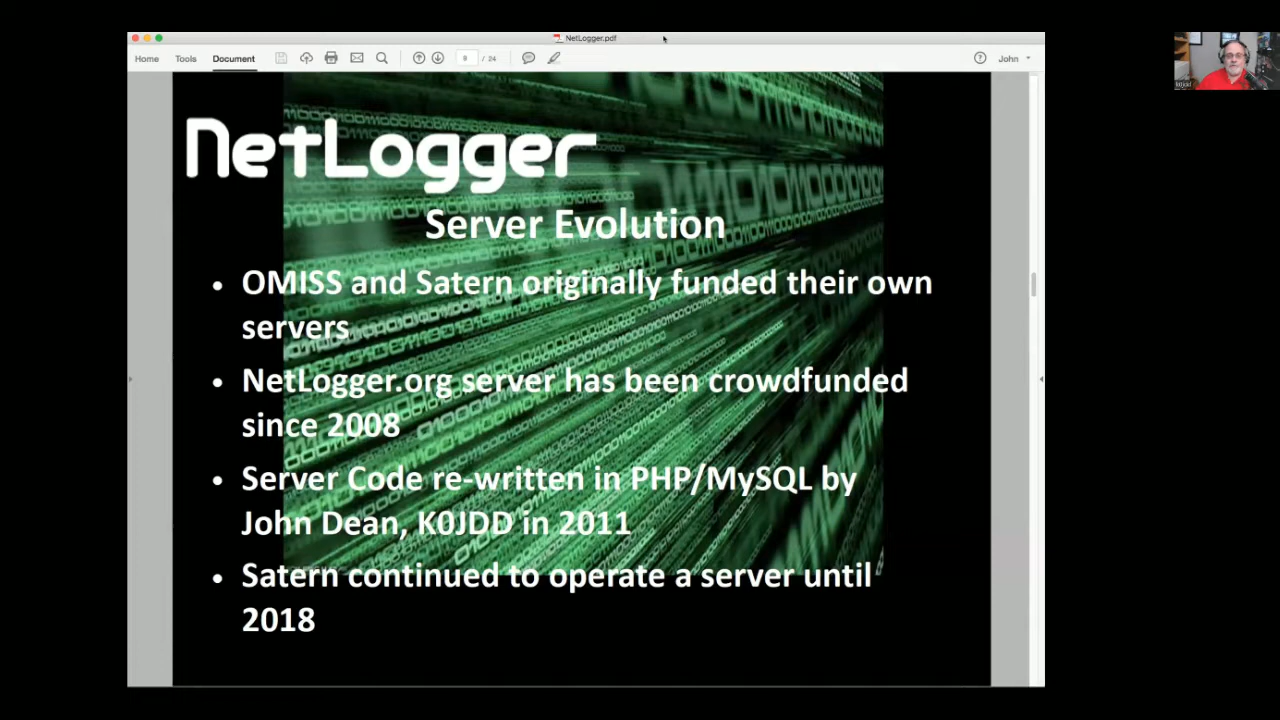 NetLogger.pdf
Home Tools Document 9 / 24 John
NetLogger
Server Evolution
• OMISS and Satern originally funded their own
servers
• NetLogger.org server has been crowdfunded
since 2008
• Server Code re-written in PHP/MySQL by
John Dean, K0JDD in 2011
• Satern continued to operate a server until
2018